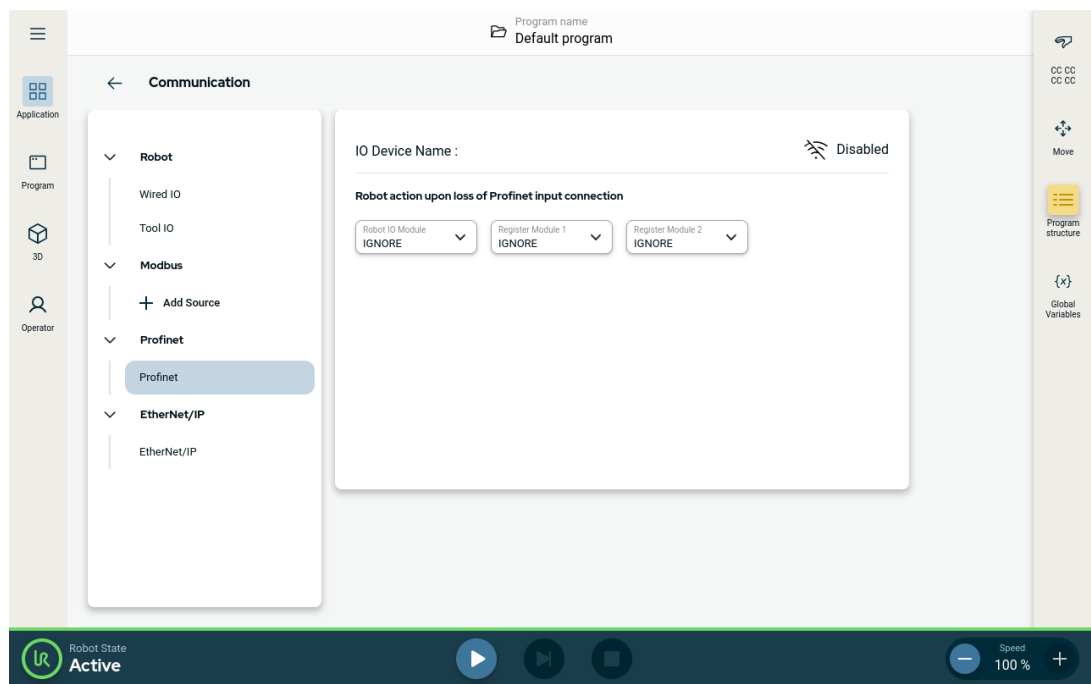 Program name
Default program
Application
Program
3D
Operator
Communication
Robot
Wired IO
Tool IO
Modbus
Add Source
Profinet
Profinet
EtherNet/IP
EtherNet/IP
IO Device Name :
Disabled
Robot action upon loss of Profinet input connection
Robot IO Module
IGNORE
Register Module 1
IGNORE
Register Module 2
IGNORE
CC CC
CC CC
Move
Program
structure
{x}
Global
Variables
UR
Robot State
Active
Speed
100 %